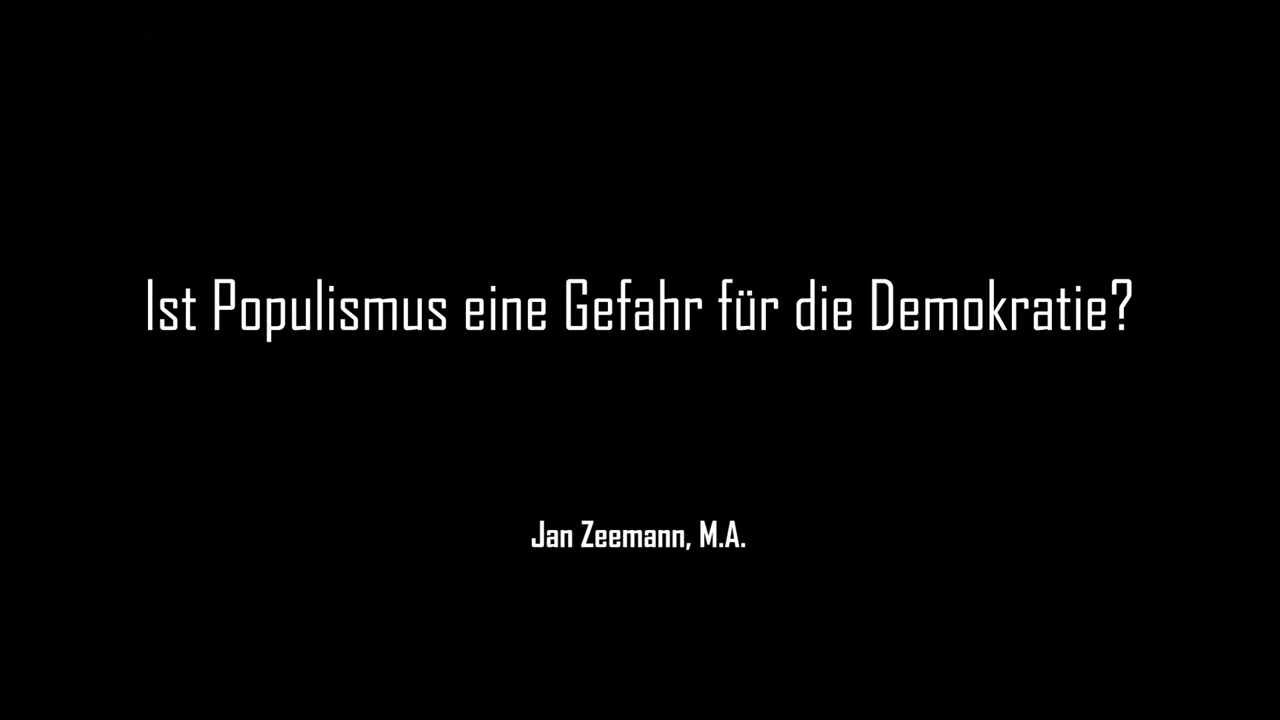 Ist Populismus eine Gefahr für die Demokratie?
Jan Zeemann, M.A.